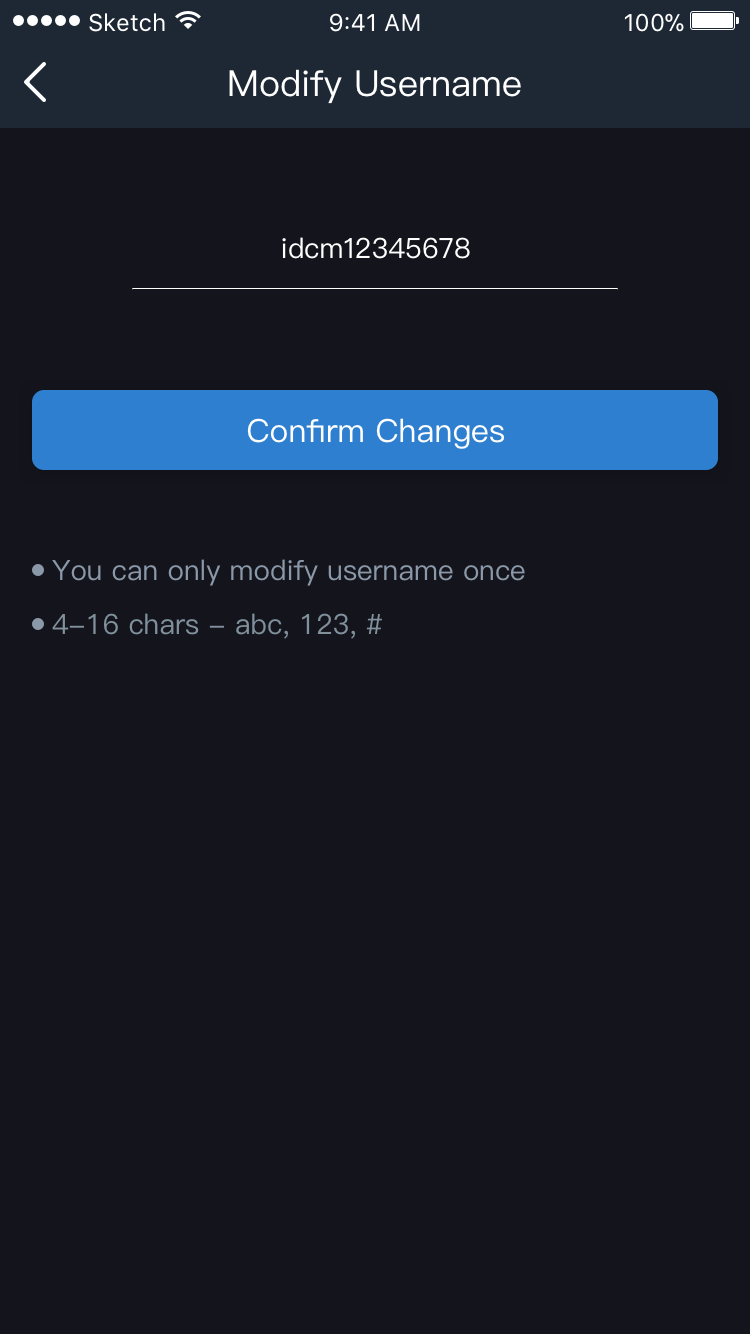 Sketch 9:41 AM 100%
Modify Username
idcm12345678
Confirm Changes
• You can only modify username once
• 4-16 chars - abc, 123, #